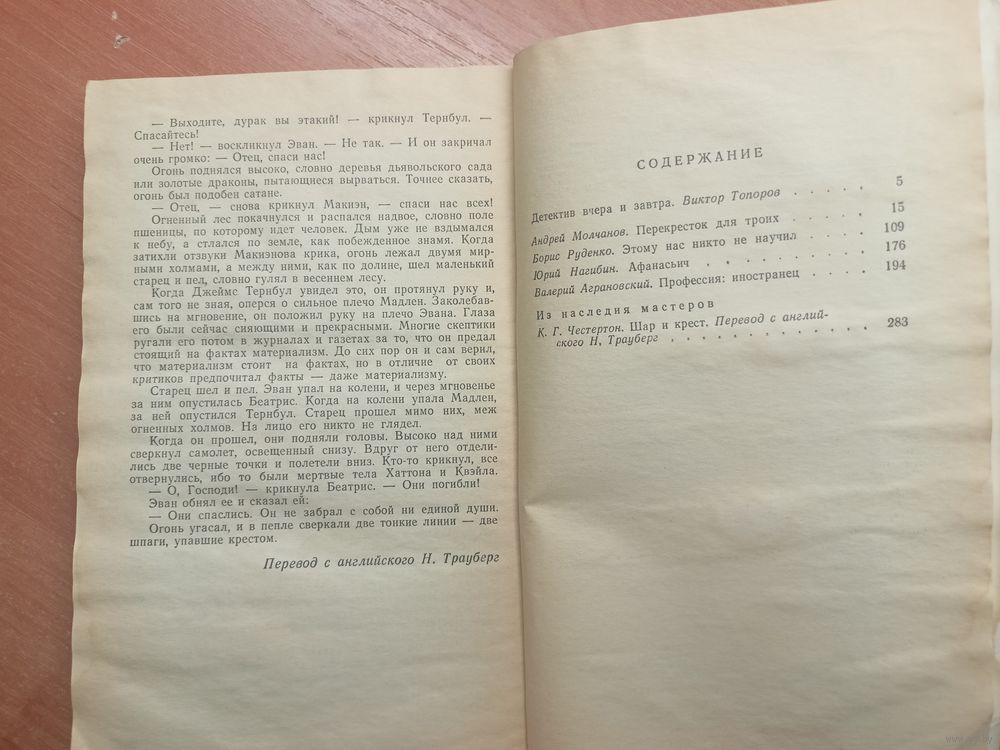 — Выходите, дурак вы этакий! — крикнул Тернбул. —
Спасайтесь!
— Нет! — воскликнул Эван. — Не так. — И он закричал
очень громко: — Отец, спаси нас!
Огонь поднялся высоко, словно деревья дьявольского сада
или золотые драконы, пытающиеся вырваться. Точнее сказать,
огонь был подобен сатане.
— Отец, — снова крикнул Макиэн, — спаси нас всех!
Огненный лес покачнулся и распался надвое, словно поле
пшеницы, по которому идет человек. Дым уже не вздымался
к небу, а стлался по земле, как побежденное знамя. Когда
затихли отзвуки Макиэнова крика, огонь лежал двумя мир-
ными холмами, а между ними, как по долине, шел маленький
старец и пел, словно гулял в весеннем лесу.
Когда Джеймс Тернбул увидел это, он протянул руку и,
сам того не зная, оперся о сильное плечо Мадлен. Заколебав-
шись на мгновение, он положил руку на плечо Эвана. Глаза
его были сейчас сияющими и прекрасными. Многие скептики
ругали его потом в журналах и газетах за то, что он предал
стоящий на фактах материализм. До сих пор он и сам верил,
что материализм стоит на фактах, но в отличие от своих
критиков предпочитал факты — даже материализму.
Старец шел и пел. Эван упал на колени, и через мгновенье
за ним опустилась Беатрис. Когда на колени упала Мадлен,
за ней опустился Тернбул. Старец прошел мимо них, меж
огненных холмов. На лицо его никто не глядел.
Когда он прошел, они подняли головы. Высоко над ними
сверкнул самолет, освещенный снизу. Вдруг от него отдели-
лись две черные точки и полетели вниз. Кто-то крикнул, все
отвернулись, ибо то были мертвые тела Хаттона и Квэйла.
— О, Господи! — крикнула Беатрис. — Они погибли!
Эван обнял ее и сказал ей:
— Они спаслись. Он не забрал с собой ни единой души.
Огонь угасал, и в пепле сверкали две тонкие линии — две
шпаги, упавшие крестом.
Перевод с английского Н. Трауберг
СОДЕРЖАНИЕ
Детектив вчера и завтра. Виктор Топоров . . . . . 5
Андрей Молчанов. Перекресток для троих . . . . . 15
Борис Руденко. Этому нас никто не научил . . . . 109
Юрий Нагибин. Афанасьич . . . . . . . . . 176
Валерий Аграновский. Профессия: иностранец . . . . 194
Из наследия мастеров
К. Г. Честертон. Шар и крест. Перевод с англий-
ского Н. Трауберг . . . . . . . . . . . 283